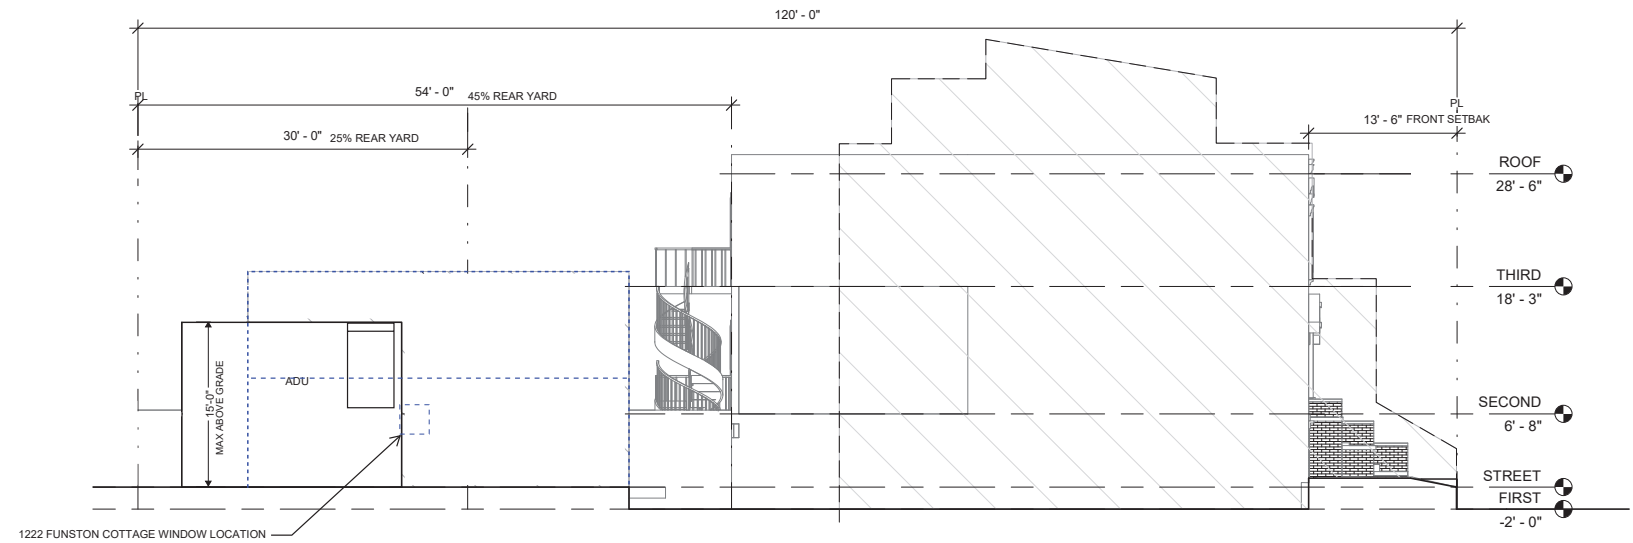 120' - 0"
PL
54' - 0" 45% REAR YARD
PL
13' - 6" FRONT SETBAK
30' - 0" 25% REAR YARD
ROOF
28' - 6"
THIRD
18' - 3"
15'-0"
MAX ABOVE GRADE
ADU
SECOND
6' - 8"
STREET
FIRST
-2' - 0"
1222 FUNSTON COTTAGE WINDOW LOCATION